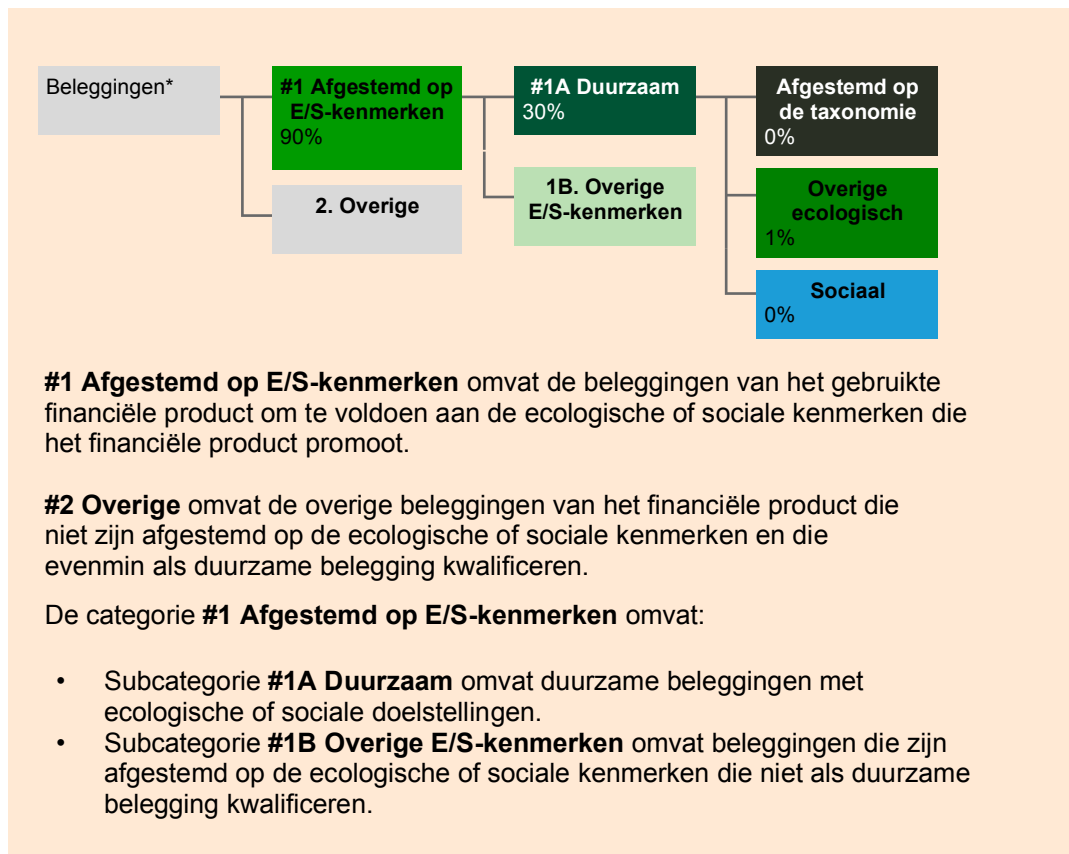 Beleggingen*
#1 Afgestemd op
E/S-kenmerken
90%
2. Overige
#1A Duurzaam
30%
1B. Overige
E/S-kenmerken
Afgestemd op
de taxonomie
0%
Overige
ecologisch
1%
Sociaal
0%
#1 Afgestemd op E/S-kenmerken omvat de beleggingen van het gebruikte
financiële product om te voldoen aan de ecologische of sociale kenmerken die
het financiële product promoot.
#2 Overige omvat de overige beleggingen van het financiële product die
niet zijn afgestemd op de ecologische of sociale kenmerken en die
evenmin als duurzame belegging kwalificeren.
De categorie #1 Afgestemd op E/S-kenmerken omvat:
• Subcategorie #1A Duurzaam omvat duurzame beleggingen met
ecologische of sociale doelstellingen.
• Subcategorie #1B Overige E/S-kenmerken omvat beleggingen die zijn
afgestemd op de ecologische of sociale kenmerken die niet als duurzame
belegging kwalificeren.